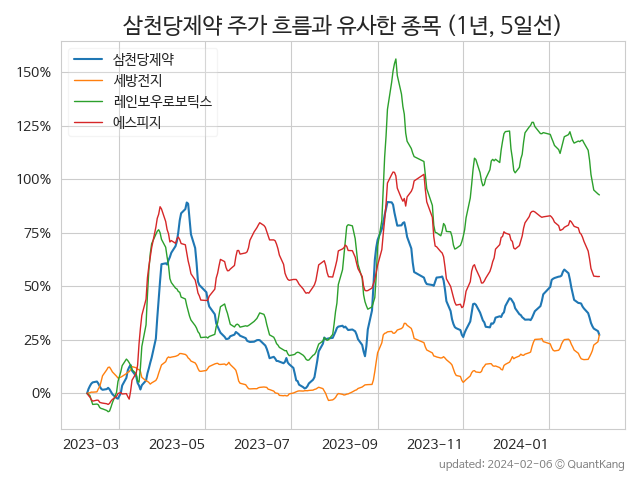 삼천당제약 주가 흐름과 유사한 종목 (1년, 5일선)
삼천당제약
세방전지
레인보우로보틱스
에스피지
150%
125%
100%
75%
50%
25%
0%
2023-03 2023-05 2023-07 2023-09 2023-11 2024-01
updated: 2024-02-06 © QuantKang